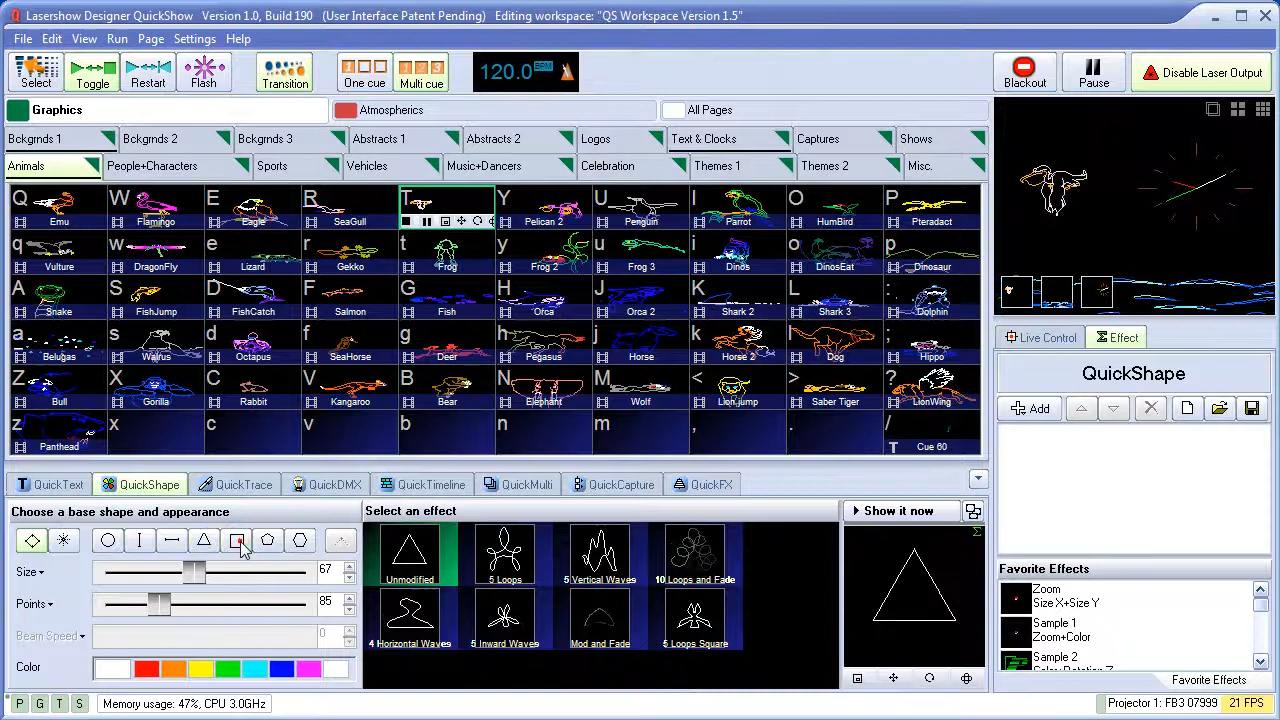 Lasershow Designer QuickShow Version 1.0, Build 190 (User Interface Patent Pending) Editing workspace: "QS Workspace Version 1.5"
File Edit View Run Page Settings Help
Select Toggle Restart Flash Transition One cue Multi cue 120.0 BPM Blackout Pause Disable Laser Output
Graphics Atmospherics All Pages
Bckgrnds 1 Bckgrnds 2 Bckgrnds 3 Abstracts 1 Abstracts 2 Logos Text & Clocks Captures Shows
Animals People+Characters Sports Vehicles Music+Dancers Celebration Themes 1 Themes 2 Misc.
Q W E R T Y U I O P
Emu Flamingo Eagle SeaGull Pelican 2 Penguin Parrot HumBird Pteradact
q w e r t y u i o p
Vulture DragonFly Lizard Gekko Frog Frog 2 Frog 3 Dinos DinosEat Dinosaur
A S D F G H J K L :
Snake FishJump FishCatch Salmon Fish Orca Orca 2 Shark 2 Shark 3 Dolphin
a s d f g h j k l ;
Belugas Walrus Octapus SeaHorse Deer Pegasus Horse Horse 2 Dog Hippo
Z X C V B N M < > ?
Bull Gorilla Rabbit Kangaroo Bear Elephant Wolf LionJump Saber Tiger LionWing
z x c v b n m , . /
Panthead T Cue 60
Live Control Effect
QuickShape
Add
QuickText QuickShape QuickTrace QuickDMX QuickTimeline QuickMulti QuickCapture QuickFX
Choose a base shape and appearance
Size 67
Points 85
Beam Speed 0
Color
Select an effect
Unmodified 5 Loops 5 Vertical Waves 10 Loops and Fade
4 Horizontal Waves 5 Inward Waves Mod and Fade 5 Loops Square
Show it now
Favorite Effects
Zoom
Size X+Size Y
Sample 1
Zoom+Color
Sample 2
Color Rotation Z
Favorite Effects
P G T S Memory usage: 47%, CPU 3.0GHz Projector 1: FB3 07999 21 FPS